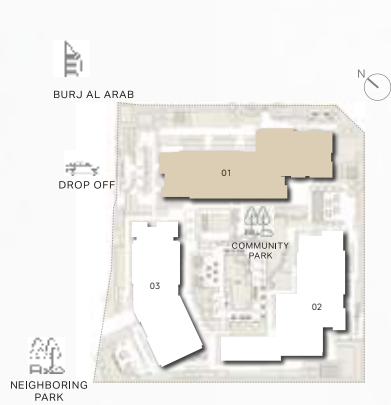 N
BURJ AL ARAB
DROP OFF
01
COMMUNITY
PARK
03
02
NEIGHBORING
PARK